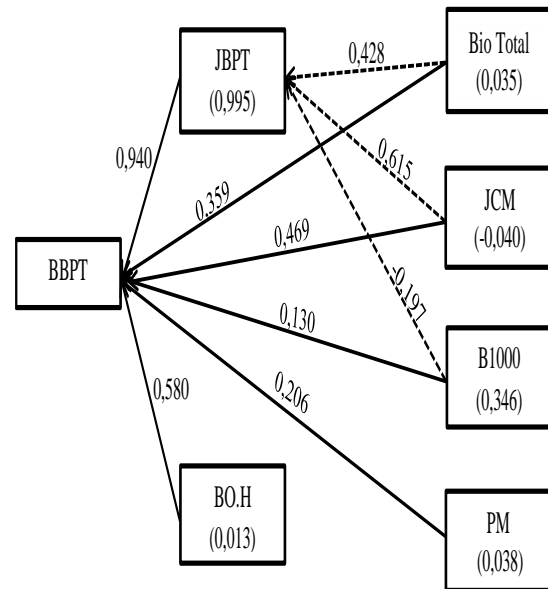 JBPT
(0,995)
Bio Total
(0,035)
0,428
0,940
0,359
0,615
JCM
(-0,040)
0,469
BBPT
-0,197
0,130
B1000
(0,346)
0,580
0,206
BO.H
(0,013)
PM
(0,038)